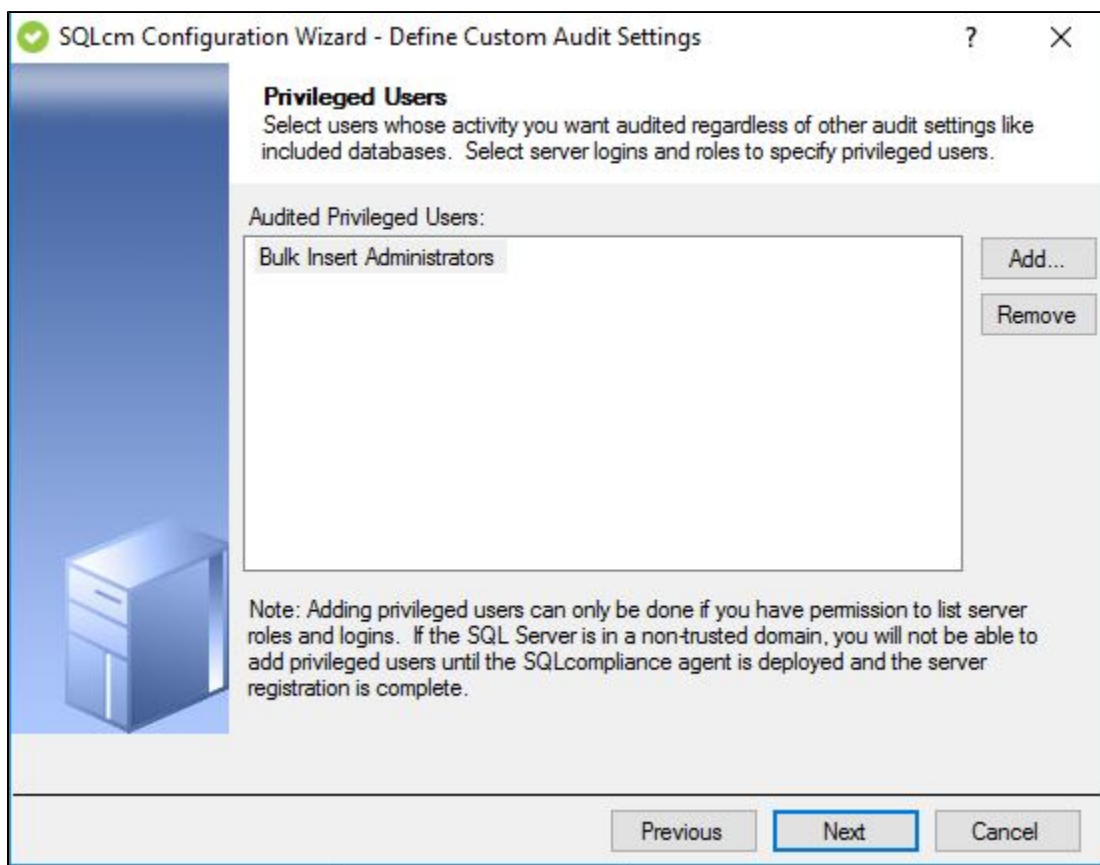 SQLcm Configuration Wizard - Define Custom Audit Settings
?
Privileged Users
Select users whose activity you want audited regardless of other audit settings like
included databases.  Select server logins and roles to specify privileged users.
Audited Privileged Users:
Bulk Insert Administrators
Add...
Remove
Note: Adding privileged users can only be done if you have permission to list server
roles and logins.  If the SQL Server is in a non-trusted domain, you will not be able to
add privileged users until the SQLcompliance agent is deployed and the server
registration is complete.
Previous
Next
Cancel